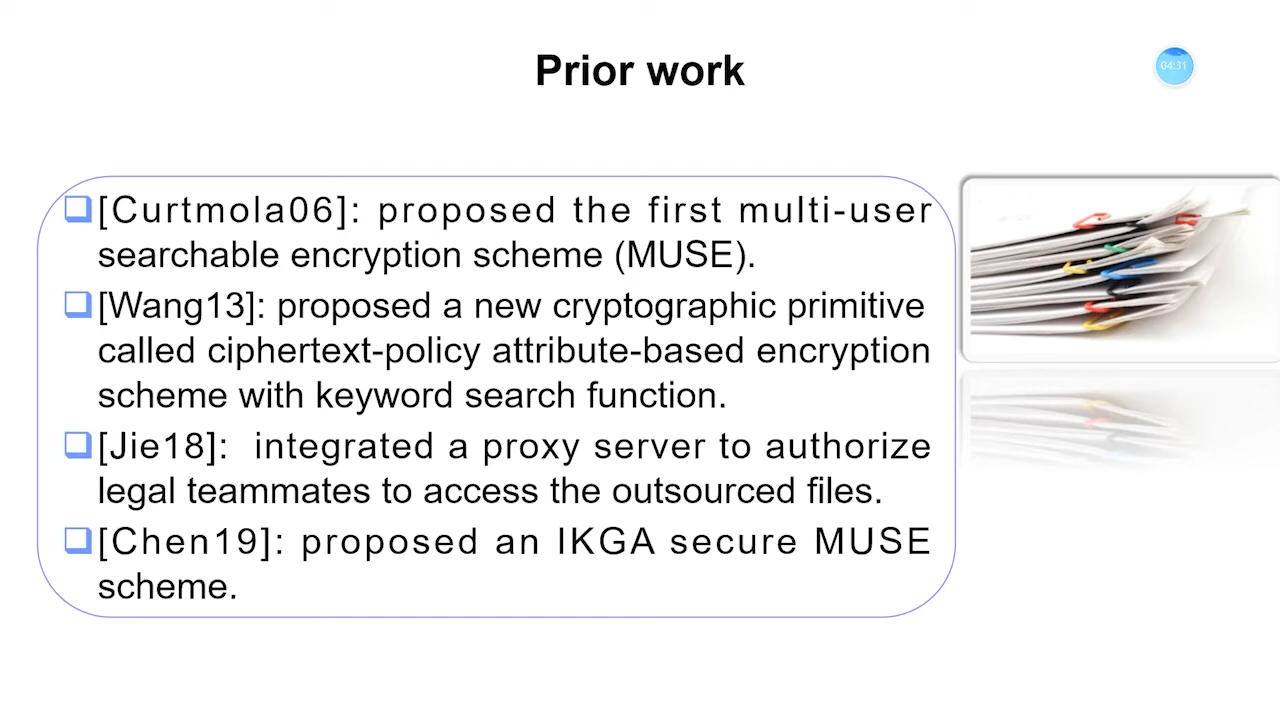 Prior work
04:31
[Curtmola06]: proposed the first multi-user
searchable encryption scheme (MUSE).
[Wang13]: proposed a new cryptographic primitive
called ciphertext-policy attribute-based encryption
scheme with keyword search function.
[Jie18]: integrated a proxy server to authorize
legal teammates to access the outsourced files.
[Chen19]: proposed an IKGA secure MUSE
scheme.